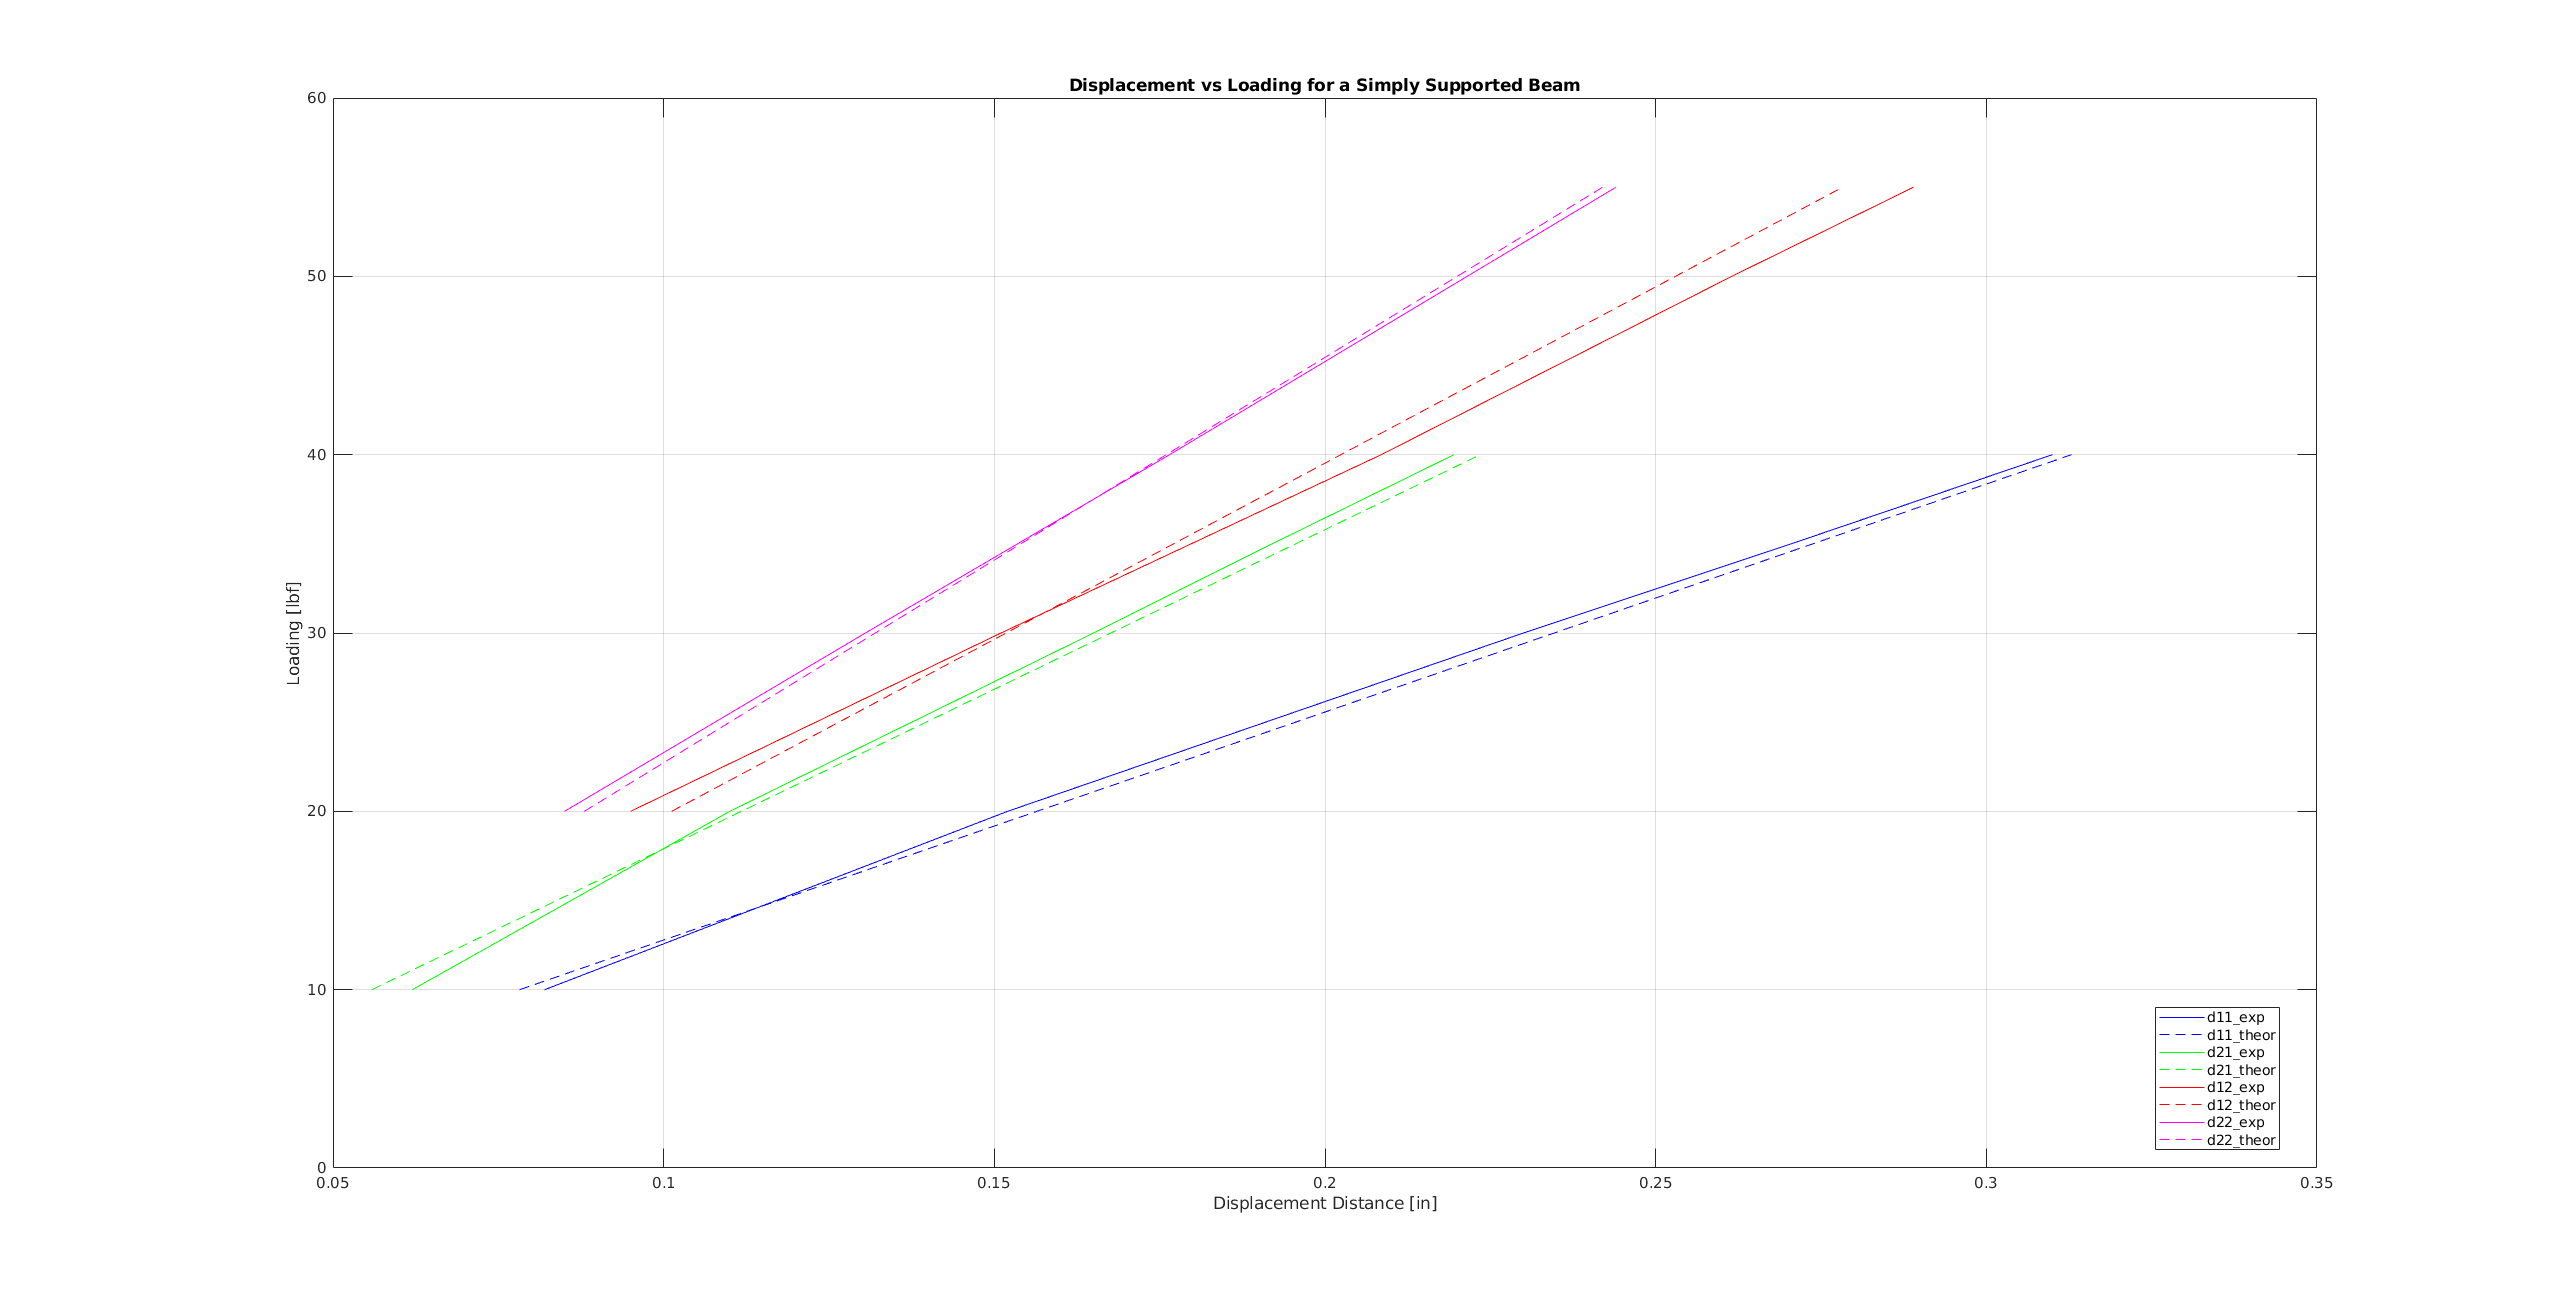 Displacement vs Loading for a Simply Supported Beam
60
50
40
30
20
10
0
Loading [lbf]
0.05 0.1 0.15 0.2 0.25 0.3 0.35
Displacement Distance [in]
d11_exp
d11_theor
d21_exp
d21_theor
d12_exp
d12_theor
d22_exp
d22_theor